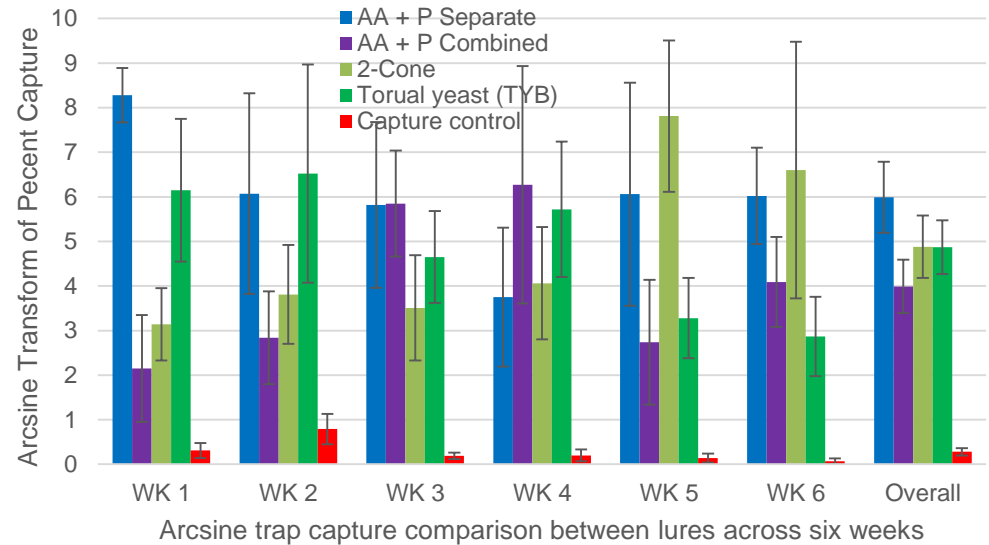 10
9
8
7
6
5
4
3
2
1
0
Arcsine Transform of Pecent Capture
AA + P Separate
AA + P Combined
2-Cone
Torual yeast (TYB)
Capture control
WK 1 WK 2 WK 3 WK 4 WK 5 WK 6 Overall
Arcsine trap capture comparison between lures across six weeks